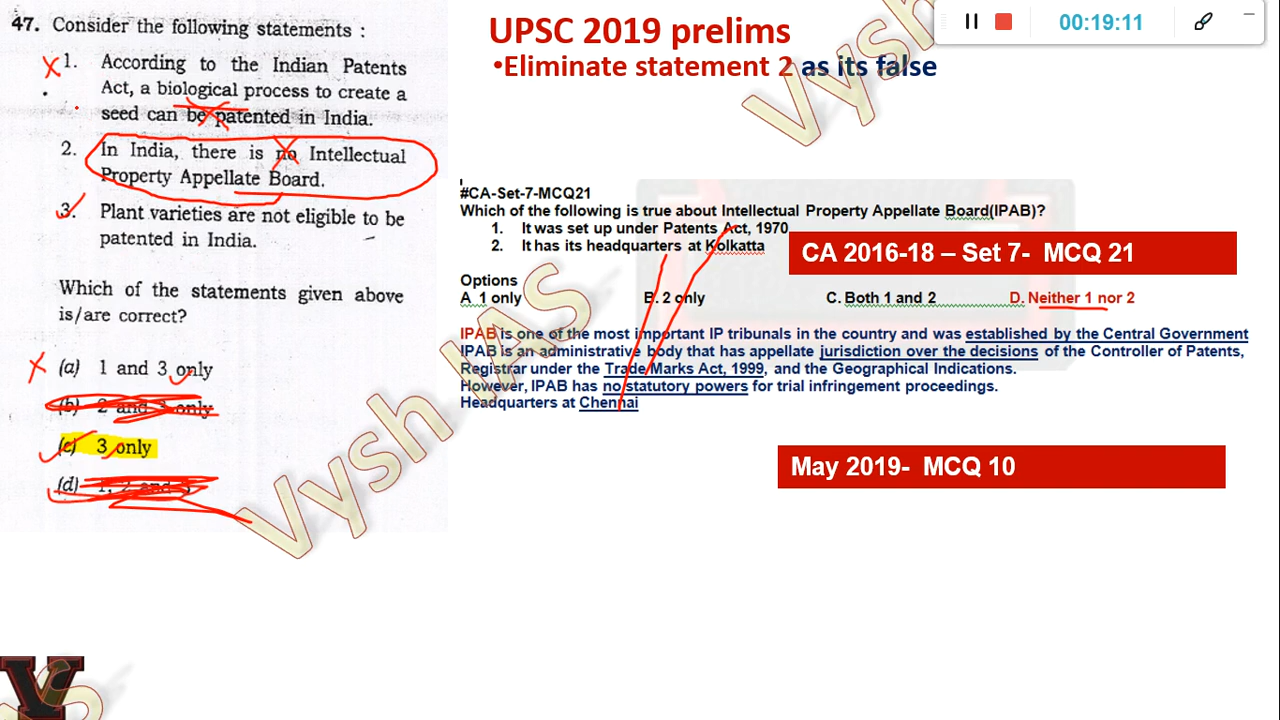 47. Consider the following statements :
1. According to the Indian Patents
Act, a biological process to create a
seed can be patented in India.
2. In India, there is no Intellectual
Property Appellate Board.
3. Plant varieties are not eligible to be
patented in India.
Which of the statements given above
is/are correct?
(a) 1 and 3 only
(b) 2 and 3 only
(c) 3 only
(d) 1, 2 and 3
UPSC 2019 prelims
•Eliminate statement 2 as its false
00:19:11
#CA-Set-7-MCQ21
Which of the following is true about Intellectual Property Appellate Board(IPAB)?
1. It was set up under Patents Act, 1970
2. It has its headquarters at Kolkatta
CA 2016-18 – Set 7- MCQ 21
Options
A 1 only B. 2 only C. Both 1 and 2 D. Neither 1 nor 2
IPAB is one of the most important IP tribunals in the country and was established by the Central Government
IPAB is an administrative body that has appellate jurisdiction over the decisions of the Controller of Patents,
Registrar under the Trade Marks Act, 1999, and the Geographical Indications.
However, IPAB has no statutory powers for trial infringement proceedings.
Headquarters at Chennai
May 2019- MCQ 10
Vysh IAS
Vysh
V